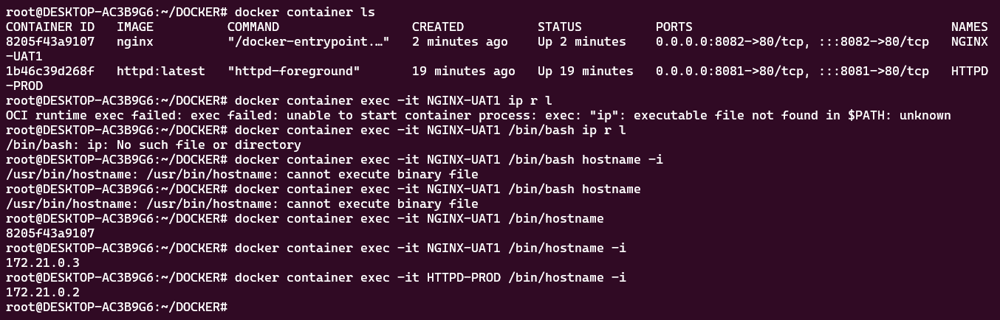 root@DESKTOP-AC3B9G6:~/DOCKER# docker container ls
CONTAINER ID   IMAGE          COMMAND                  CREATED          STATUS          PORTS                                   NAMES
8205f43a9107   nginx          "/docker-entrypoint.…"   2 minutes ago    Up 2 minutes    0.0.0.0:8082->80/tcp, :::8082->80/tcp   NGINX
-UAT1
1b46c39d268f   httpd:latest   "httpd-foreground"       19 minutes ago   Up 19 minutes   0.0.0.0:8081->80/tcp, :::8081->80/tcp   HTTPD
-PROD
root@DESKTOP-AC3B9G6:~/DOCKER# docker container exec -it NGINX-UAT1 ip r l
OCI runtime exec failed: exec failed: unable to start container process: exec: "ip": executable file not found in $PATH: unknown
root@DESKTOP-AC3B9G6:~/DOCKER# docker container exec -it NGINX-UAT1 /bin/bash ip r l
/bin/bash: ip: No such file or directory
root@DESKTOP-AC3B9G6:~/DOCKER# docker container exec -it NGINX-UAT1 /bin/bash hostname -i
/usr/bin/hostname: /usr/bin/hostname: cannot execute binary file
root@DESKTOP-AC3B9G6:~/DOCKER# docker container exec -it NGINX-UAT1 /bin/bash hostname
/usr/bin/hostname: /usr/bin/hostname: cannot execute binary file
root@DESKTOP-AC3B9G6:~/DOCKER# docker container exec -it NGINX-UAT1 /bin/hostname
8205f43a9107
root@DESKTOP-AC3B9G6:~/DOCKER# docker container exec -it NGINX-UAT1 /bin/hostname -i
172.21.0.3
root@DESKTOP-AC3B9G6:~/DOCKER# docker container exec -it HTTPD-PROD /bin/hostname -i
172.21.0.2
root@DESKTOP-AC3B9G6:~/DOCKER#